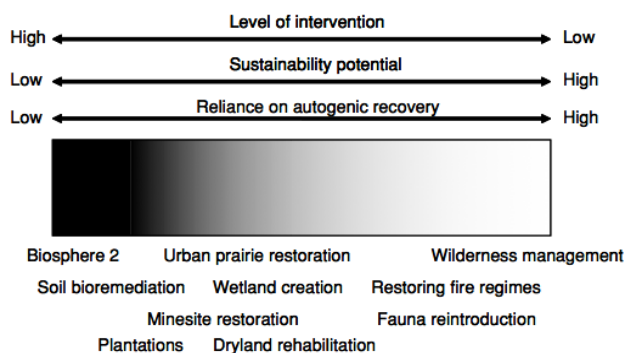 Level of intervention
High Low
Sustainability potential
Low High
Reliance on autogenic recovery
Low High
Biosphere 2 Urban prairie restoration Wilderness management
Soil bioremediation Wetland creation Restoring fire regimes
Minesite restoration Fauna reintroduction
Plantations Dryland rehabilitation